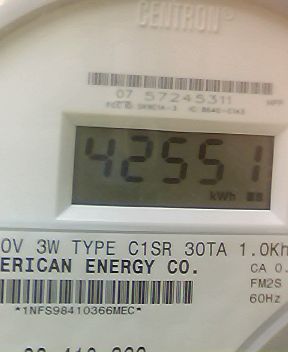 CENTRON®
07 57245311
42551
kWh
0V 3W TYPE C1SR 30TA 1.0Kh
ERICAN ENERGY CO.
CA 0.
FM2S
60Hz
*1NFS98410366MEC*